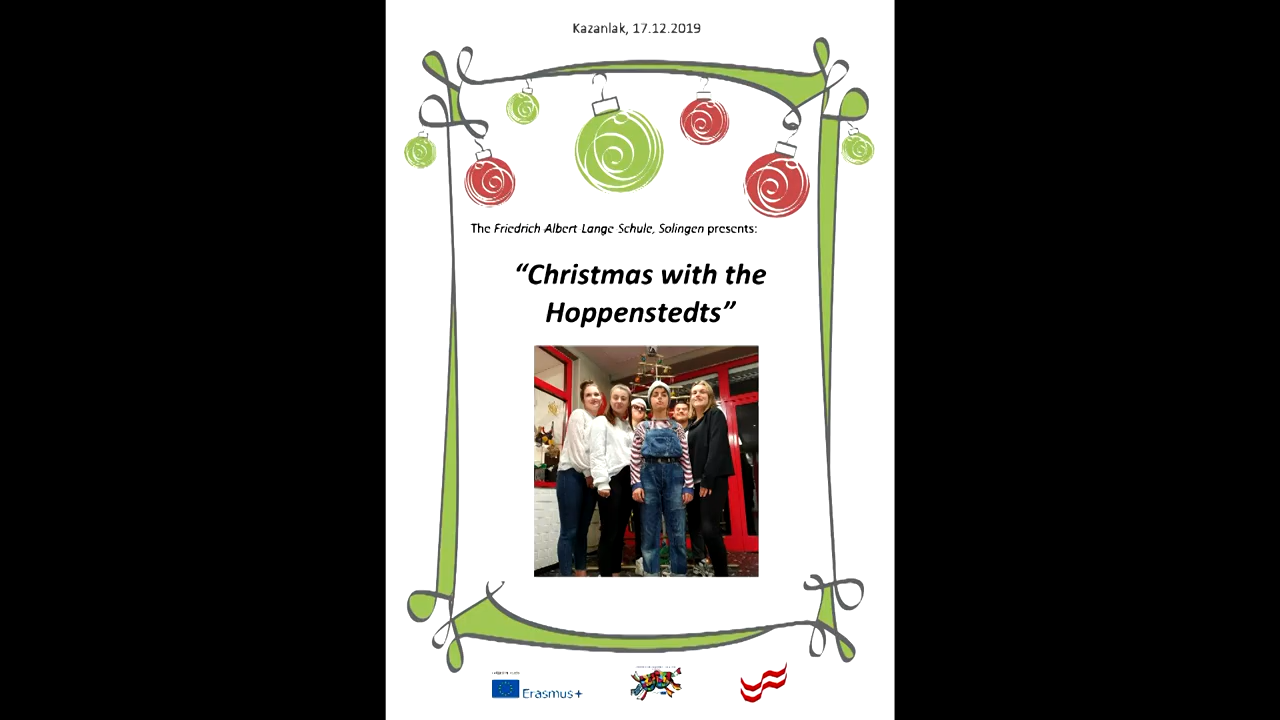 Kazanlak, 17.12.2019
The Friedrich Albert Lange Schule, Solingen presents:
“Christmas with the
Hoppenstedts”
Erasmus+